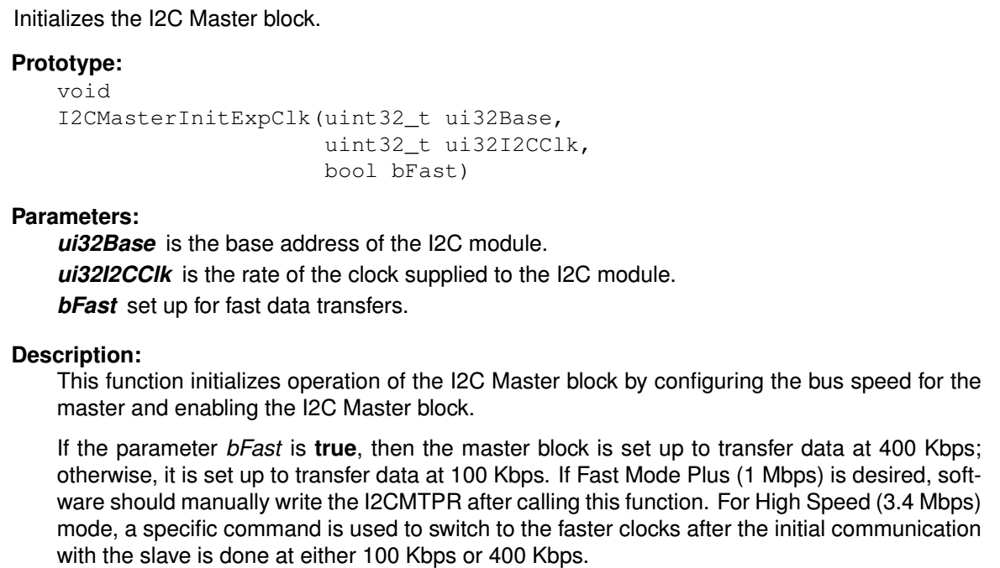 Initializes the I2C Master block.
Prototype:
void
I2CMasterInitExpClk(uint32_t ui32Base,
uint32_t ui32I2CClk,
bool bFast)
Parameters:
ui32Base is the base address of the I2C module.
ui32I2CClk is the rate of the clock supplied to the I2C module.
bFast set up for fast data transfers.
Description:
This function initializes operation of the I2C Master block by configuring the bus speed for the
master and enabling the I2C Master block.
If the parameter bFast is true, then the master block is set up to transfer data at 400 Kbps;
otherwise, it is set up to transfer data at 100 Kbps. If Fast Mode Plus (1 Mbps) is desired, soft-
ware should manually write the I2CMTPR after calling this function. For High Speed (3.4 Mbps)
mode, a specific command is used to switch to the faster clocks after the initial communication
with the slave is done at either 100 Kbps or 400 Kbps.